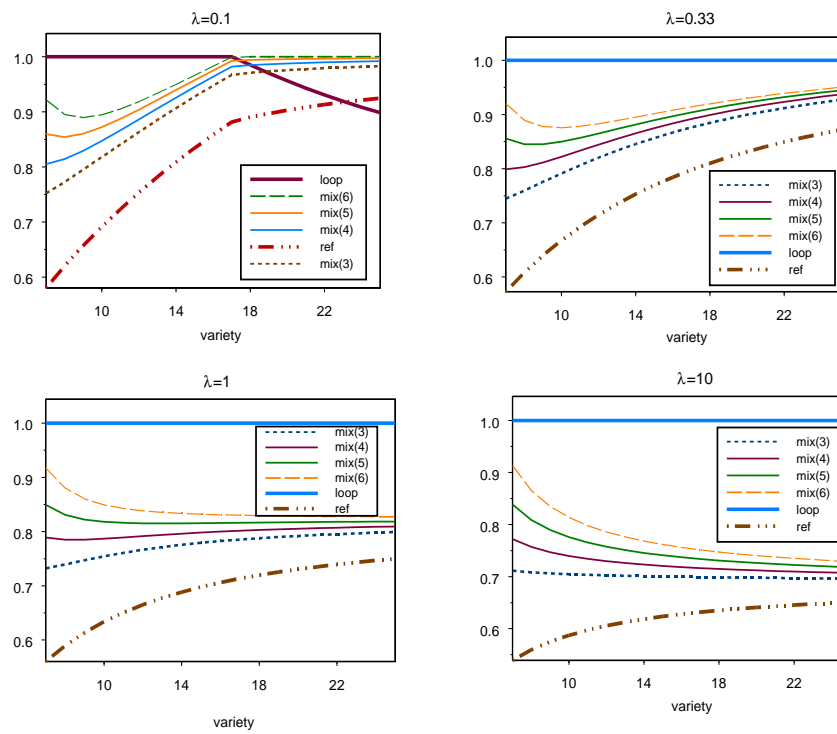 λ=0.1
1.0
0.9
0.8
0.7
0.6
loop
mix(6)
mix(5)
mix(4)
ref
mix(3)
10 14 18 22
variety
λ=0.33
1.0
0.9
0.8
0.7
0.6
mix(3)
mix(4)
mix(5)
mix(6)
loop
ref
10 14 18 22
variety
λ=1
1.0
0.9
0.8
0.7
0.6
mix(3)
mix(4)
mix(5)
mix(6)
loop
ref
10 14 18 22
variety
λ=10
1.0
0.9
0.8
0.7
0.6
mix(3)
mix(4)
mix(5)
mix(6)
loop
ref
10 14 18 22
variety